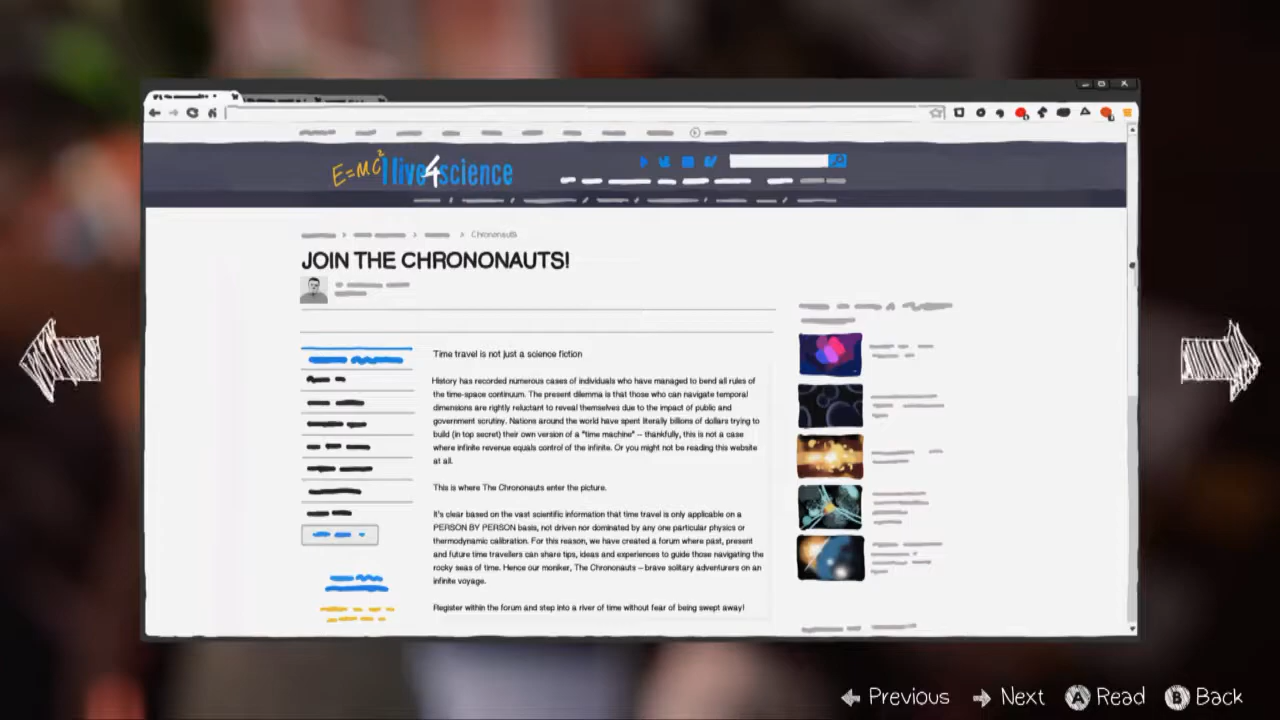 E=MC2 I live4science
Chrononauts
JOIN THE CHRONONAUTS!
Time travel is not just a science fiction
History has recorded numerous cases of individuals who have managed to bend all rules of
the time-space continuum. The present dilemma is that those who can navigate temporal
dimensions are rightly reluctant to reveal themselves due to the impact of public and
government scrutiny. Nations around the world have spent literally billions of dollars trying to
build (in top secret) their own version of a "time machine" – thankfully, this is not a case
where infinite revenue equals control of the infinite. Or you might not be reading this website
at all.
This is where The Chrononauts enter the picture.
It's clear based on the vast scientific information that time travel is only applicable on a
PERSON BY PERSON basis, not driven nor dominated by any one particular physics or
thermodynamic calibration. For this reason, we have created a forum where past, present
and future time travellers can share tips, ideas and experiences to guide those navigating the
rocky seas of time. Hence our moniker, The Chrononauts – brave solitary adventurers on an
infinite voyage.
Register within the forum and step into a river of time without fear of being swept away!
Previous Next A Read B Back